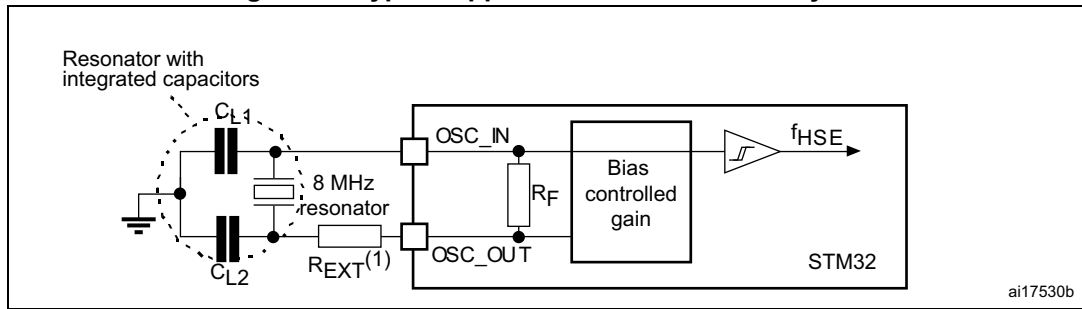 Resonator with
integrated capacitors
CL1
OSC_IN
fHSE
8 MHz
resonator
RF
Bias
controlled
gain
REXT(1)
OSC_OUT
STM32
CL2
ai17530b